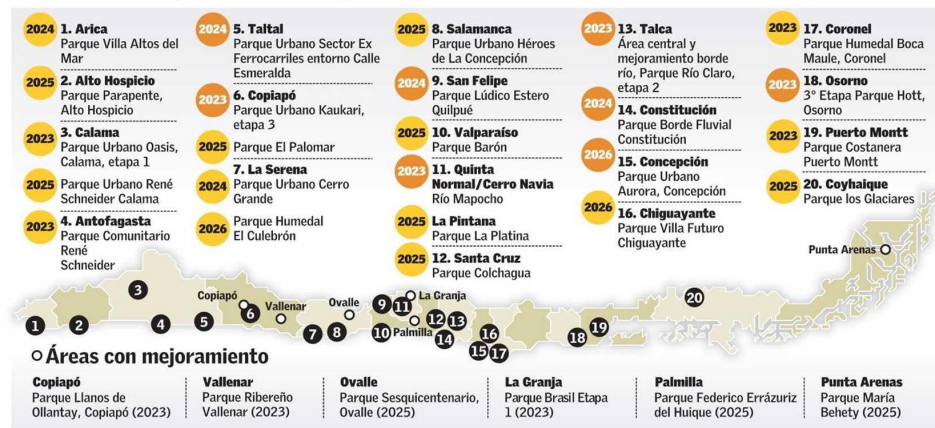 2024 1. Arica
Parque Villa Altos del
Mar
2025 2. Alto Hospicio
Parque Parapente,
Alto Hospicio
2023 3. Calama
Parque Urbano Oasis,
Calama, etapa 1
2025 Parque Urbano René
Schneider Calama
2023 4. Antofagasta
Parque Comunitario
René
Schneider
2024 5. Taltal
Parque Urbano Sector Ex
Ferrocarriles entorno Calle
Esmeralda
2023 6. Copiapó
Parque Urbano Kaukari,
etapa 3
2025 Parque El Palomar
2024 7. La Serena
Parque Urbano Cerro
Grande
2026 Parque Humedal
El Culebrón
2025 8. Salamanca
Parque Urbano Héroes
de La Concepción
2024 9. San Felipe
Parque Lúdico Estero
Quilpué
2025 10. Valparaíso
Parque Barón
2023 11. Quinta
Normal/Cerro Navia
Río Mapocho
2025 La Pintana
Parque La Platina
2025 12. Santa Cruz
Parque Colchagua
2023 13. Talca
Área central y
mejoramiento borde
río, Parque Río Claro,
etapa 2
2024 14. Constitución
Parque Borde Fluvial
Constitución
2026 15. Concepción
Parque Urbano
Aurora, Concepción
2026 16. Chiguayante
Parque Villa Futuro
Chiguayante
2023 17. Coronel
Parque Humedal Boca
Maule, Coronel
2023 18. Osorno
3° Etapa Parque Hott,
Osorno
2023 19. Puerto Montt
Parque Costanera
Puerto Montt
2025 20. Coyhaique
Parque los Glaciares
Punta Arenas
1
2
3
4
5
Copiapó
6
Vallenar
7
8
Ovalle
9
10
11
La Granja
Palmilla
12
13
14
15
16
17
18
19
20
Áreas con mejoramiento
Copiapó
Parque Llanos de
Ollantay, Copiapó (2023)
Vallenar
Parque Ribereño
Vallenar (2023)
Ovalle
Parque Sesquicentenario,
Ovalle (2025)
La Granja
Parque Brasil Etapa
1 (2023)
Palmilla
Parque Federico Errázuriz
del Huique (2025)
Punta Arenas
Parque María
Behety (2025)